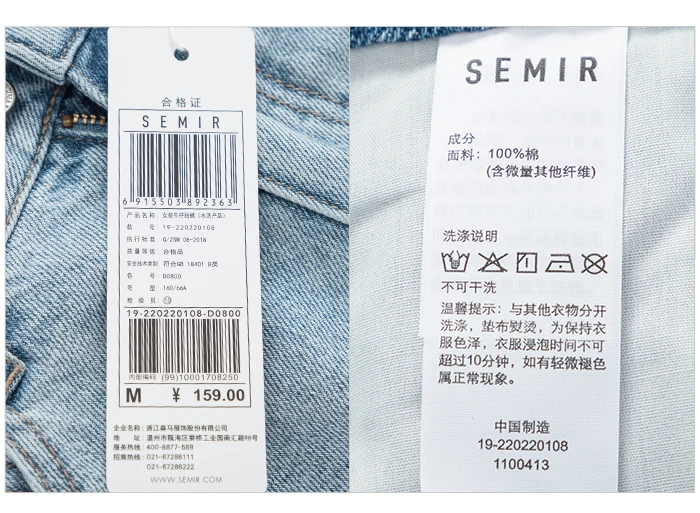 合格证
SEMIR
6 915503 892363
产品名称: 女装牛仔短裤 (水洗产品)
款 号: 19-220220108
执行标准: Q/ZSW 08-2018
质量等级: 合格品
安全技术类别: 符合GB 18401 B类
色 号: D0800
号 型: 160/66A
检 验 员:
19-220220108-D0800
内部编码 (99)10001708250
M ¥ 159.00
企业名称: 浙江森马服饰股份有限公司
地 址: 温州市瓯海区娄桥工业园南汇路98号
服务热线: 400-8877-588
招商热线: 021-67288111
021-67288222
WWW.SEMIR.COM
SEMIR
成分
面料: 100%棉
(含微量其他纤维)
洗涤说明
不可干洗
温馨提示: 与其他衣物分开
洗涤, 垫布熨烫, 为保持衣
服色泽, 衣服浸泡时间不可
超过10分钟, 如有轻微褪色
属正常现象。
中国制造
19-220220108
1100413